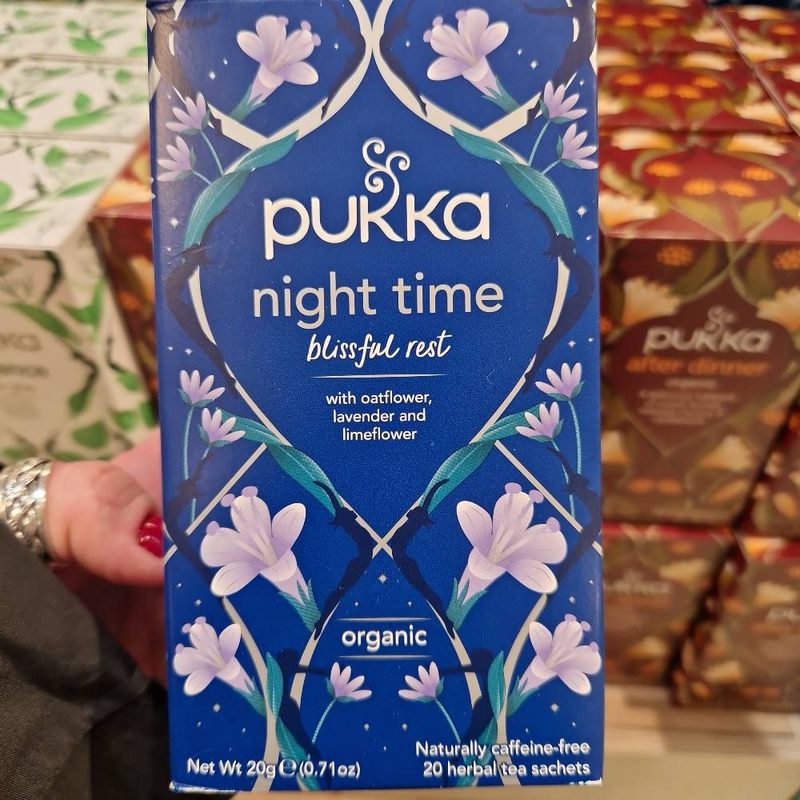 pukka
night time
blissful rest
with oatflower,
lavender and
limeflower
organic
Net Wt 20g ℮ (0.71oz)
Naturally caffeine-free
20 herbal tea sachets
pukka
after dinner
organic